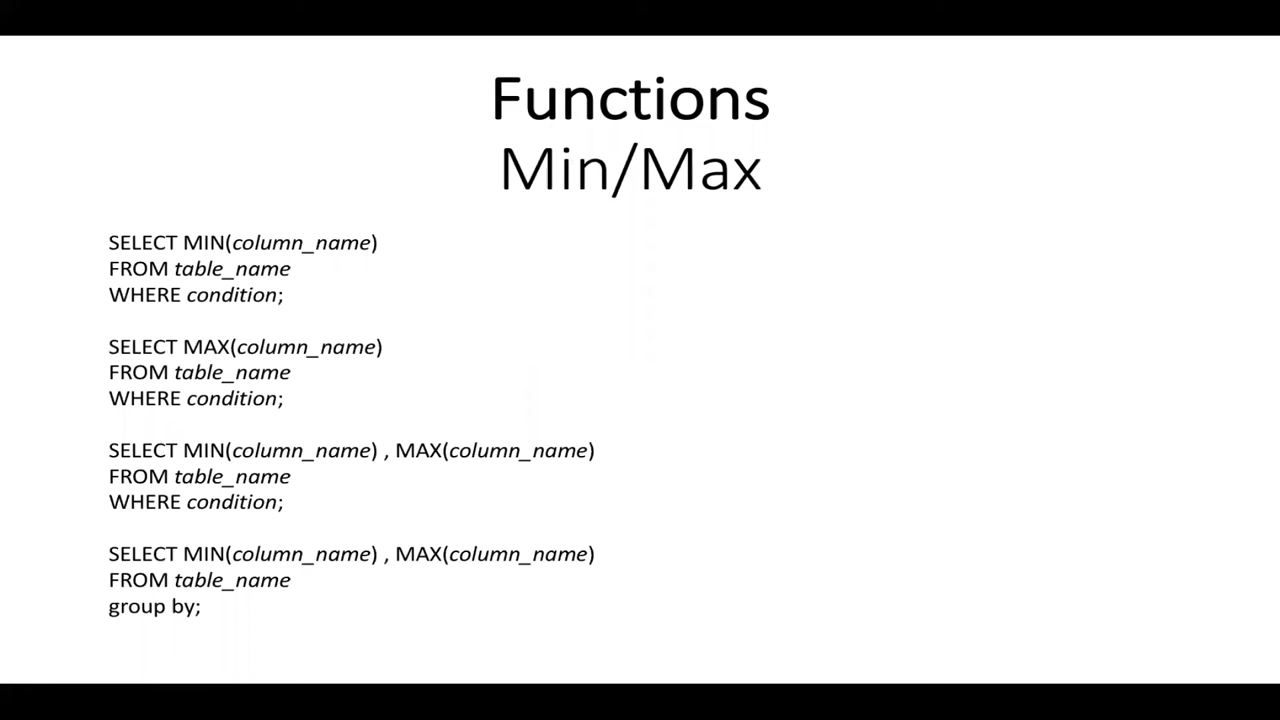 Functions
Min/Max
SELECT MIN(column_name)
FROM table_name
WHERE condition;
SELECT MAX(column_name)
FROM table_name
WHERE condition;
SELECT MIN(column_name) , MAX(column_name)
FROM table_name
WHERE condition;
SELECT MIN(column_name) , MAX(column_name)
FROM table_name
group by;